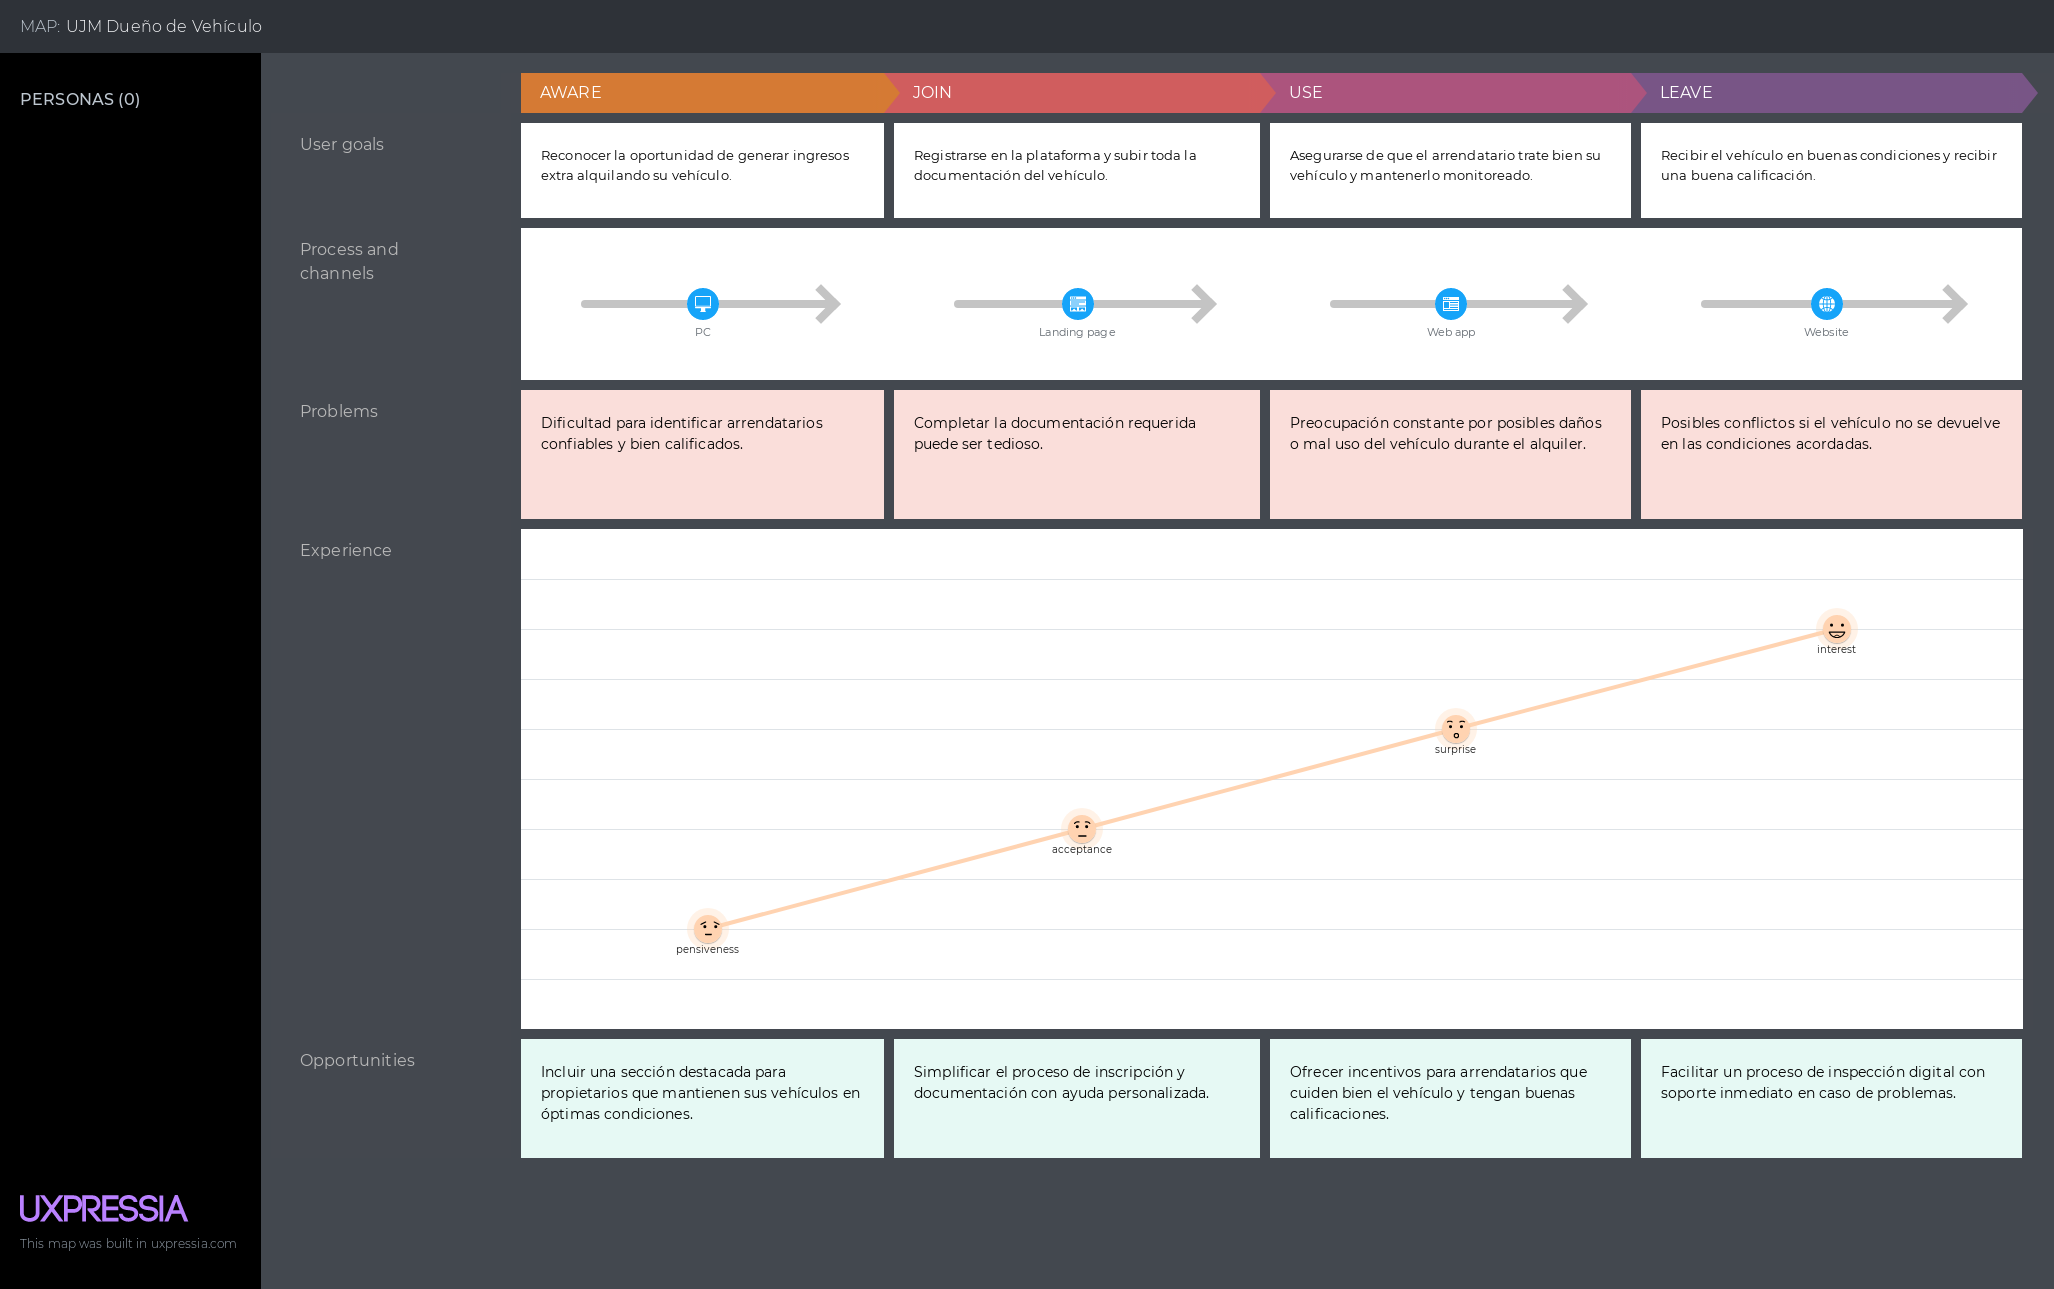 MAP: UJM Dueño de Vehículo
PERSONAS (0)
AWARE
JOIN
USE
LEAVE
User goals
Reconocer la oportunidad de generar ingresos
extra alquilando su vehículo.
Registrarse en la plataforma y subir toda la
documentación del vehículo.
Asegurarse de que el arrendatario trate bien su
vehículo y mantenerlo monitoreado.
Recibir el vehículo en buenas condiciones y recibir
una buena calificación.
Process and
channels
PC
Landing page
Web app
Website
Problems
Dificultad para identificar arrendatarios
confiables y bien calificados.
Completar la documentación requerida
puede ser tedioso.
Preocupación constante por posibles daños
o mal uso del vehículo durante el alquiler.
Posibles conflictos si el vehículo no se devuelve
en las condiciones acordadas.
Experience
interest
surprise
acceptance
pensiveness
Opportunities
Incluir una sección destacada para
propietarios que mantienen sus vehículos en
óptimas condiciones.
Simplificar el proceso de inscripción y
documentación con ayuda personalizada.
Ofrecer incentivos para arrendatarios que
cuiden bien el vehículo y tengan buenas
calificaciones.
Facilitar un proceso de inspección digital con
soporte inmediato en caso de problemas.
UXPRESSIA
This map was built in uxpressia.com